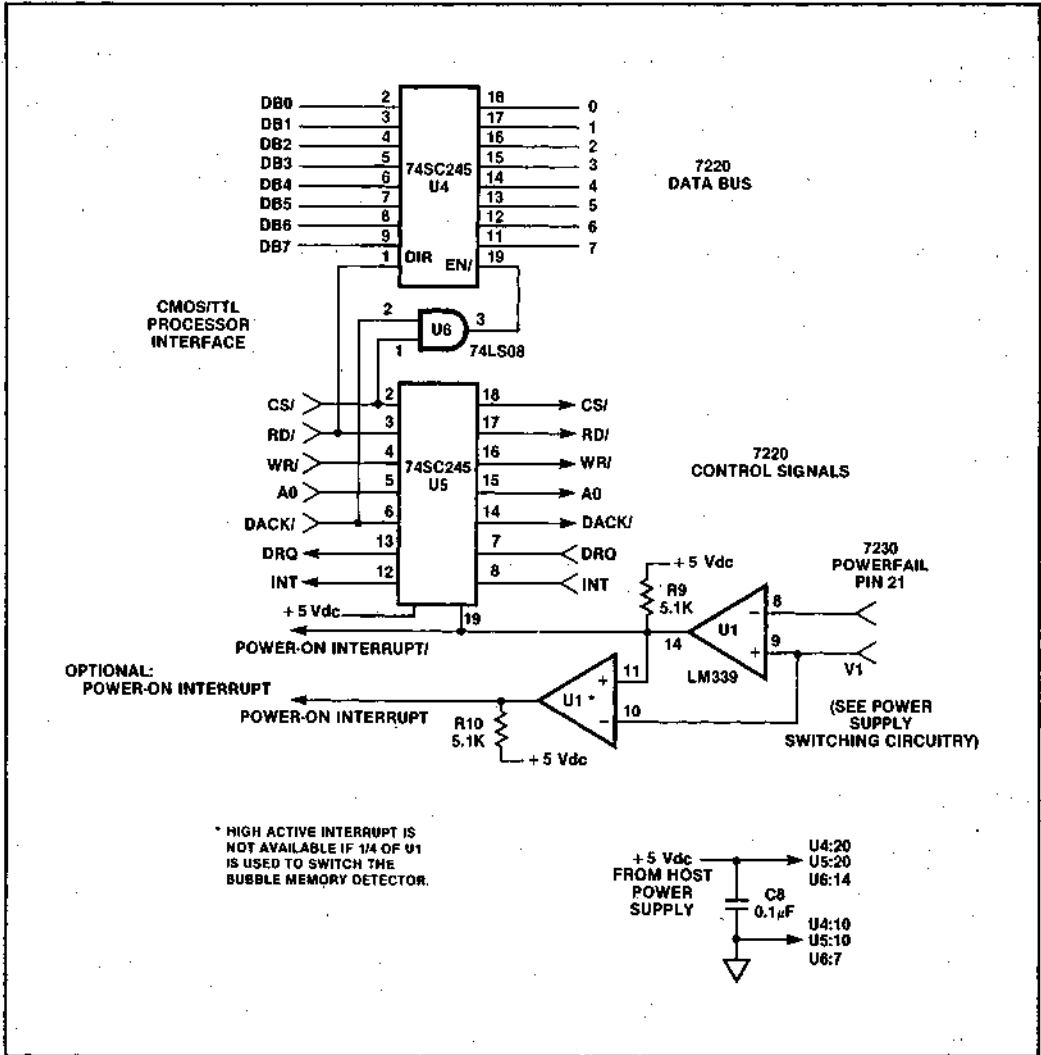 DB0 2 18 0
DB1 3 17 1
DB2 4 16 2
DB3 5 15 3
DB4 6 14 4
DB5 7 13 5
DB6 8 12 6
DB7 9 11 7
74SC245
U4
1 DIR EN/ 19
7220
DATA BUS
CMOS/TTL
PROCESSOR
INTERFACE
2
1
U6
3
74LS08
CS/ 2 18 CS/
RD/ 3 17 RD/
WR/ 4 16 WR/
A0 5 15 A0
DACK/ 6 14 DACK/
DRQ 13 7 DRQ
INT 12 8 INT
74SC245
U5
7220
CONTROL SIGNALS
+ 5 Vdc
19
+ 5 Vdc
R9
5.1K
7230
POWERFAIL
PIN 21
8
9
U1
14
LM339
V1
(SEE POWER
SUPPLY
SWITCHING CIRCUITRY)
POWER-ON INTERRUPT/
OPTIONAL:
POWER-ON INTERRUPT
POWER-ON INTERRUPT
11
10
U1 *
R10
5.1K
+ 5 Vdc
* HIGH ACTIVE INTERRUPT IS
NOT AVAILABLE IF 1/4 OF U1
IS USED TO SWITCH THE
BUBBLE MEMORY DETECTOR.
+ 5 Vdc
FROM HOST
POWER
SUPPLY
C8
0.1µF
U4:20
U5:20
U6:14
U4:10
U5:10
U6:7